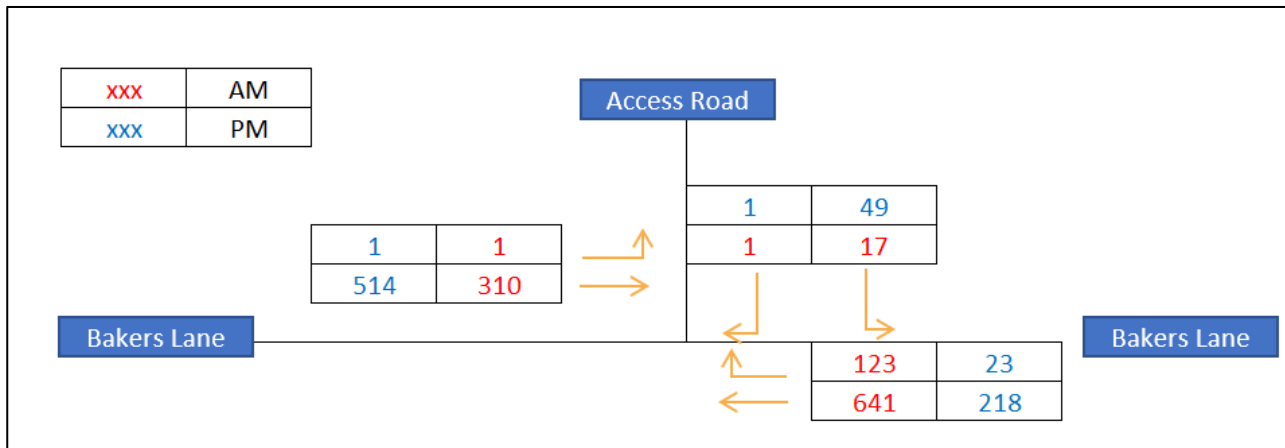 xxx AM
xxx PM
Access Road
1 49
1 17
1 1
514 310
Bakers Lane
Bakers Lane
123 23
641 218